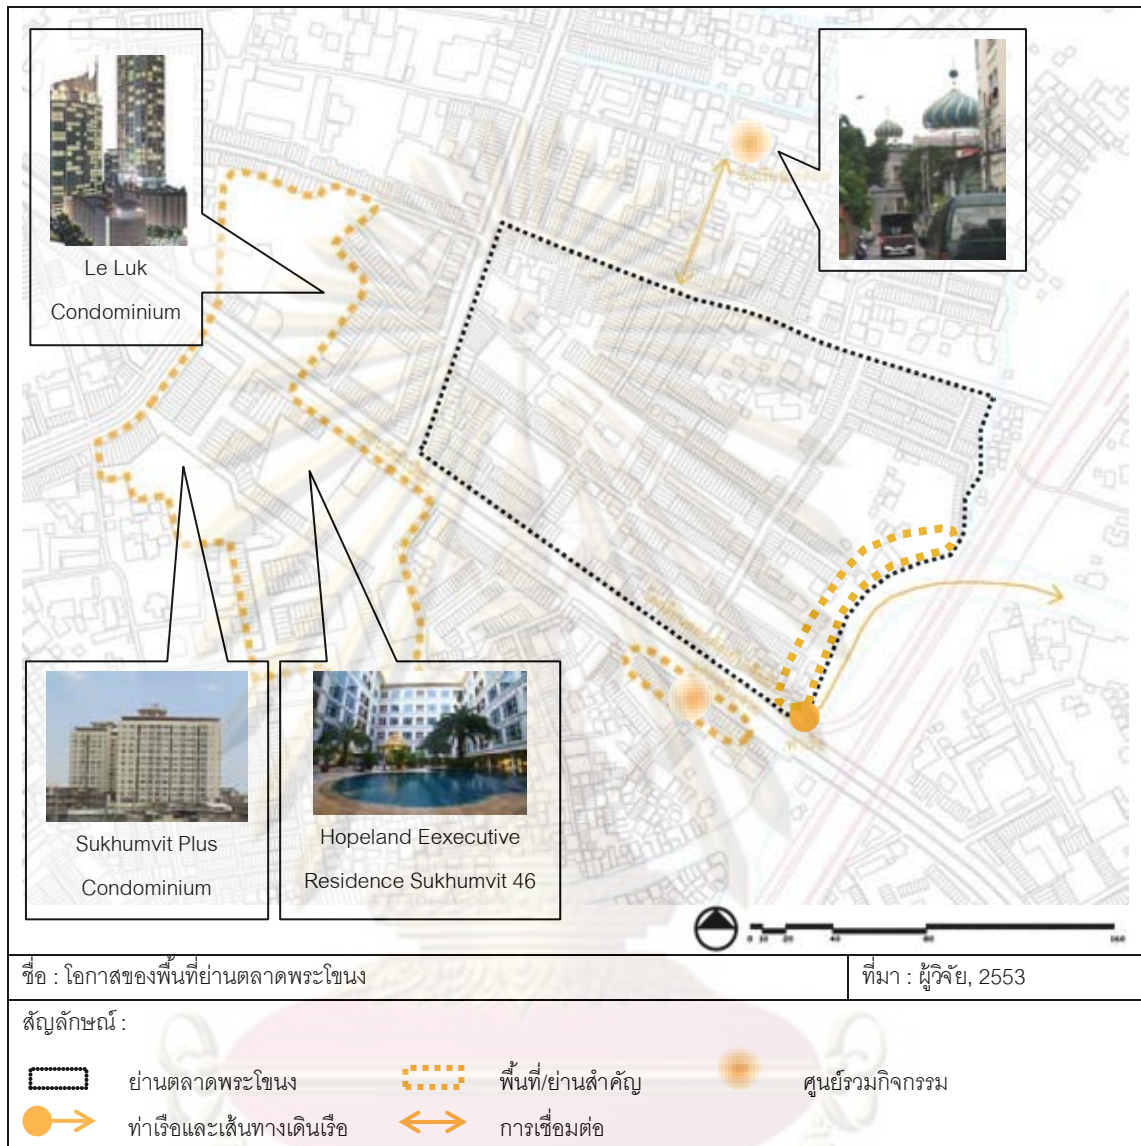 Le Luk
Condominium
Sukhumvit Plus
Condominium
Hopeland Eexecutive
Residence Sukhumvit 46
0 10 20 40 80 160
ชื่อ : โอกาสของพื้นที่ย่านตลาดพระโขนง
ที่มา : ผู้วิจัย, 2553
สัญลักษณ์ :
ย่านตลาดพระโขนง
พื้นที่/ย่านสำคัญ
ศูนย์รวมกิจกรรม
ท่าเรือและเส้นทางเดินเรือ
การเชื่อมต่อ